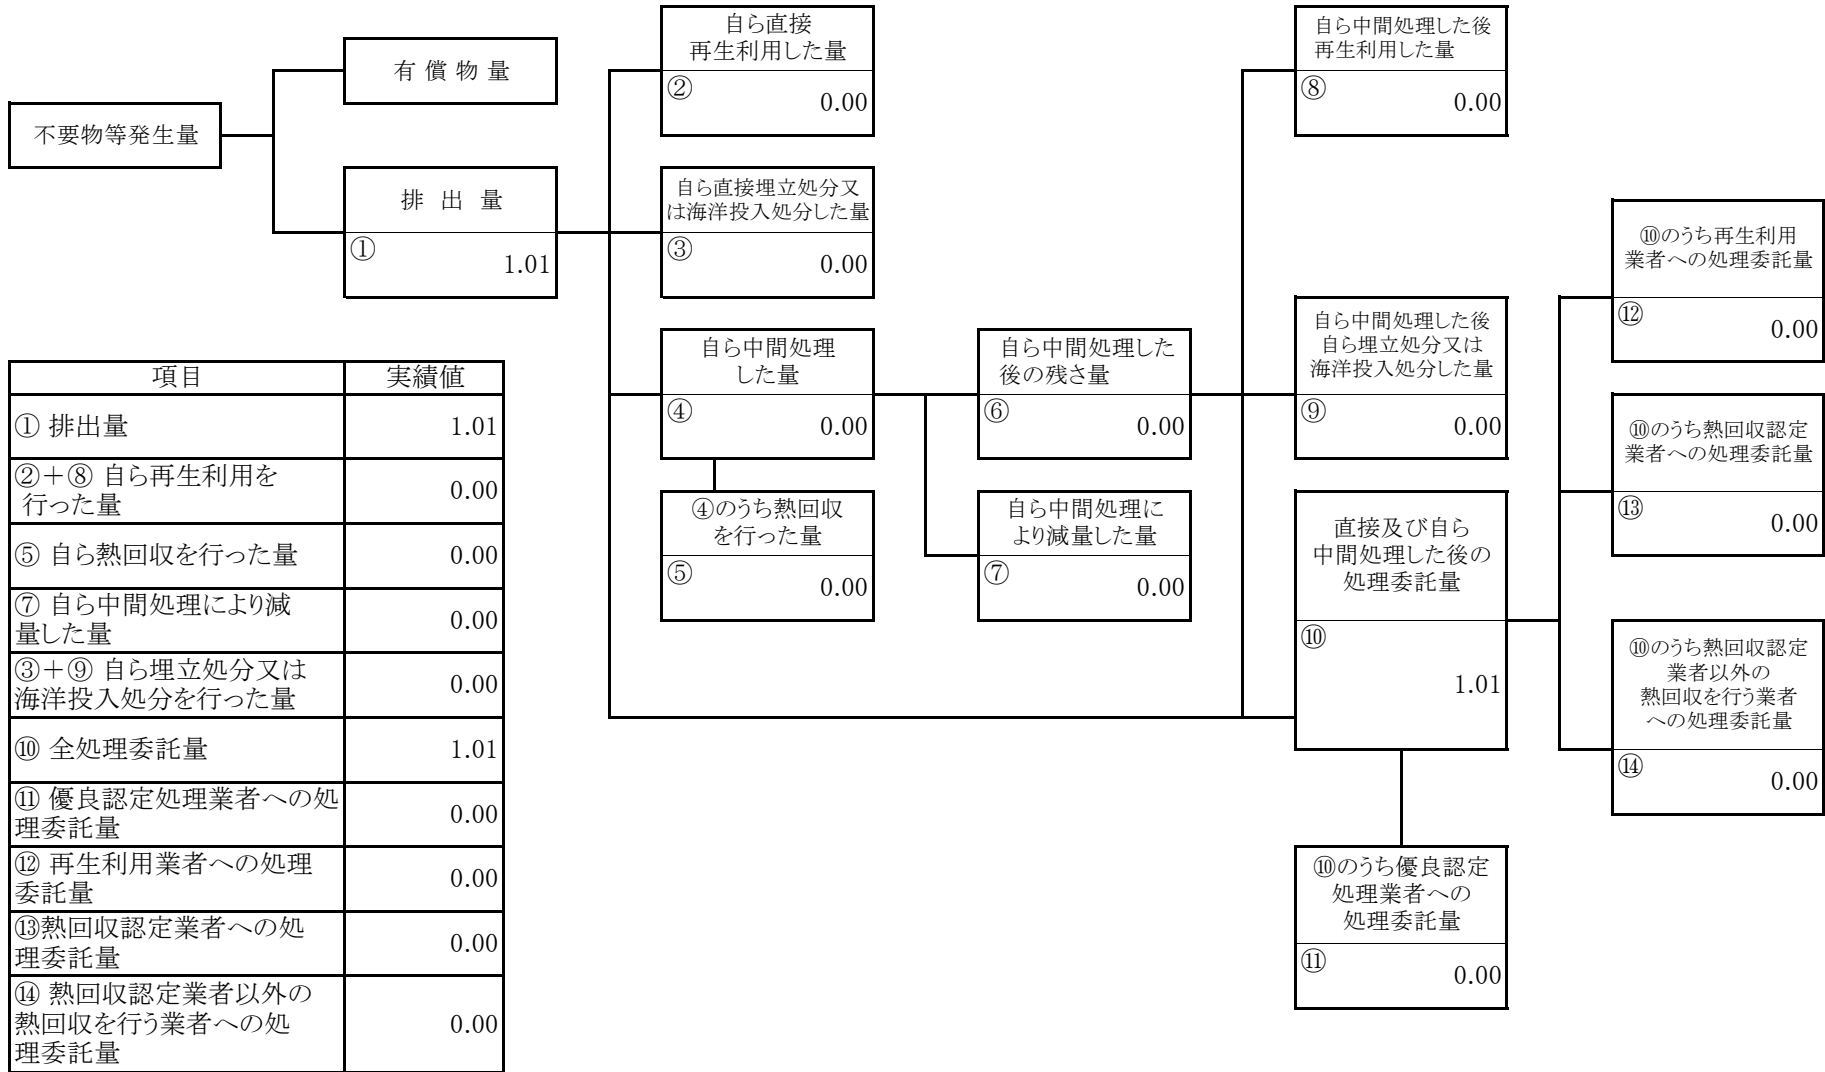 自ら直接
再生利用した量
②
0.00
自ら中間処理した後
再生利用した量
⑧
0.00
有 償 物 量
不要物等発生量
排 出 量
①
1.01
自ら直接埋立処分又
は海洋投入処分した量
③
0.00
⑩のうち再生利用
業者への処理委託量
⑫
0.00
自ら中間処理
した量
④
0.00
自ら中間処理した
後の残さ量
⑥
0.00
自ら中間処理した後
自ら埋立処分又は
海洋投入処分した量
⑨
0.00
⑩のうち熱回収認定
業者への処理委託量
⑬
0.00
④のうち熱回収
を行った量
⑤
0.00
自ら中間処理に
より減量した量
⑦
0.00
直接及び自ら
中間処理した後の
処理委託量
⑩
1.01
⑩のうち熱回収認定
業者以外の
熱回収を行う業者
への処理委託量
⑭
0.00
⑩のうち優良認定
処理業者への
処理委託量
⑪
0.00
項目 実績値
① 排出量 1.01
②+⑧ 自ら再生利用を
行った量 0.00
⑤ 自ら熱回収を行った量 0.00
⑦ 自ら中間処理により減
量した量 0.00
③+⑨ 自ら埋立処分又は
海洋投入処分を行った量 0.00
⑩ 全処理委託量 1.01
⑪ 優良認定処理業者への処
理委託量 0.00
⑫ 再生利用業者への処理
委託量 0.00
⑬熱回収認定業者への処
理委託量 0.00
⑭ 熱回収認定業者以外の
熱回収を行う業者への処
理委託量 0.00